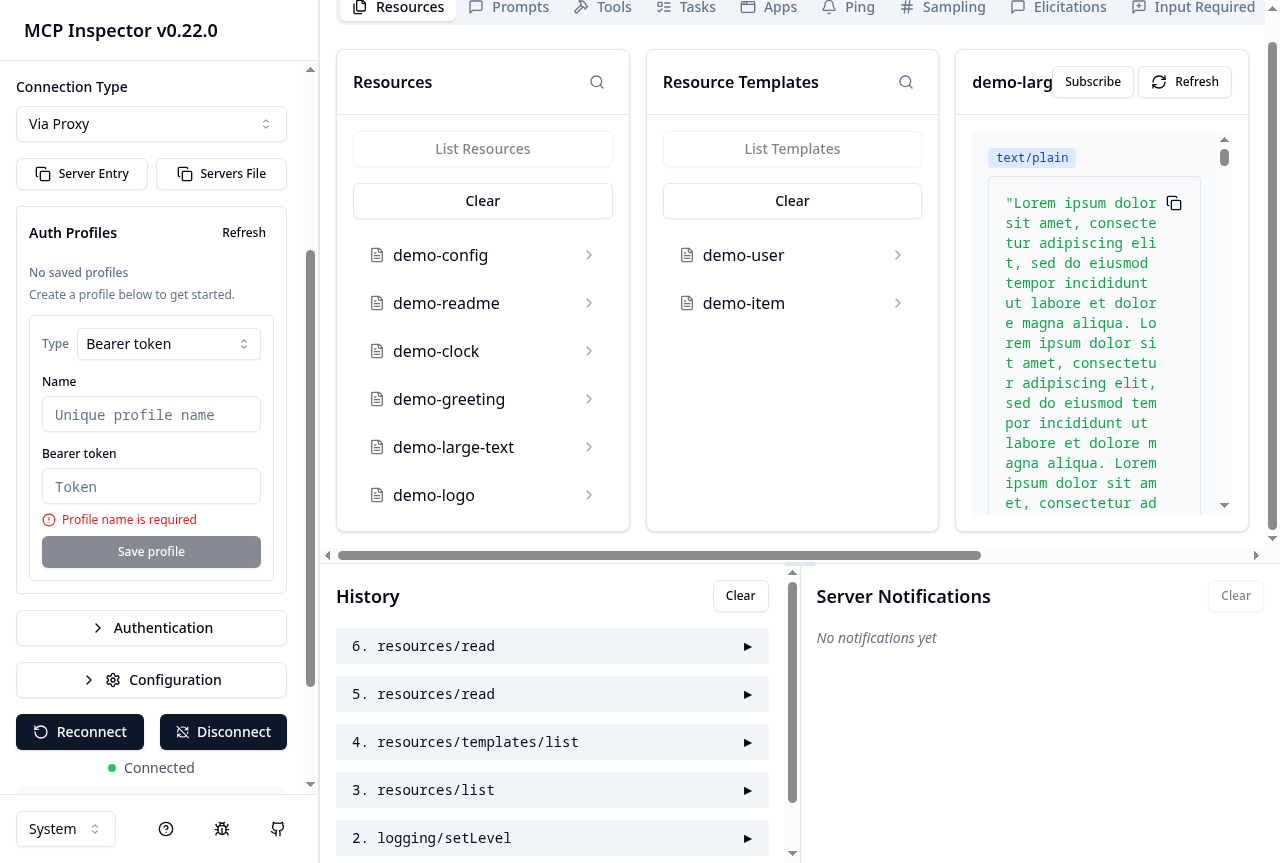 MCP Inspector v0.22.0
Connection Type
Via Proxy
Server Entry
Servers File
Auth Profiles
Refresh
No saved profiles
Create a profile below to get started.
Type
Bearer token
Name
Unique profile name
Bearer token
Token
Profile name is required
Save profile
Authentication
Configuration
Reconnect
Disconnect
Connected
System
Resources
Prompts
Tools
Tasks
Apps
Ping
Sampling
Elicitations
Input Required
Resources
List Resources
Clear
demo-config
demo-readme
demo-clock
demo-greeting
demo-large-text
demo-logo
Resource Templates
List Templates
Clear
demo-user
demo-item
demo-larg
Subscribe
Refresh
text/plain
"Lorem ipsum dolor
sit amet, consecte
tur adipiscing eli
t, sed do eiusmod
tempor incididunt
ut labore et dolor
e magna aliqua. Lo
rem ipsum dolor si
t amet, consectetu
r adipiscing elit,
sed do eiusmod tem
por incididunt ut
labore et dolore m
agna aliqua. Lorem
ipsum dolor sit am
et, consectetur ad
History
Clear
6. resources/read
5. resources/read
4. resources/templates/list
3. resources/list
2. logging/setLevel
Server Notifications
Clear
No notifications yet